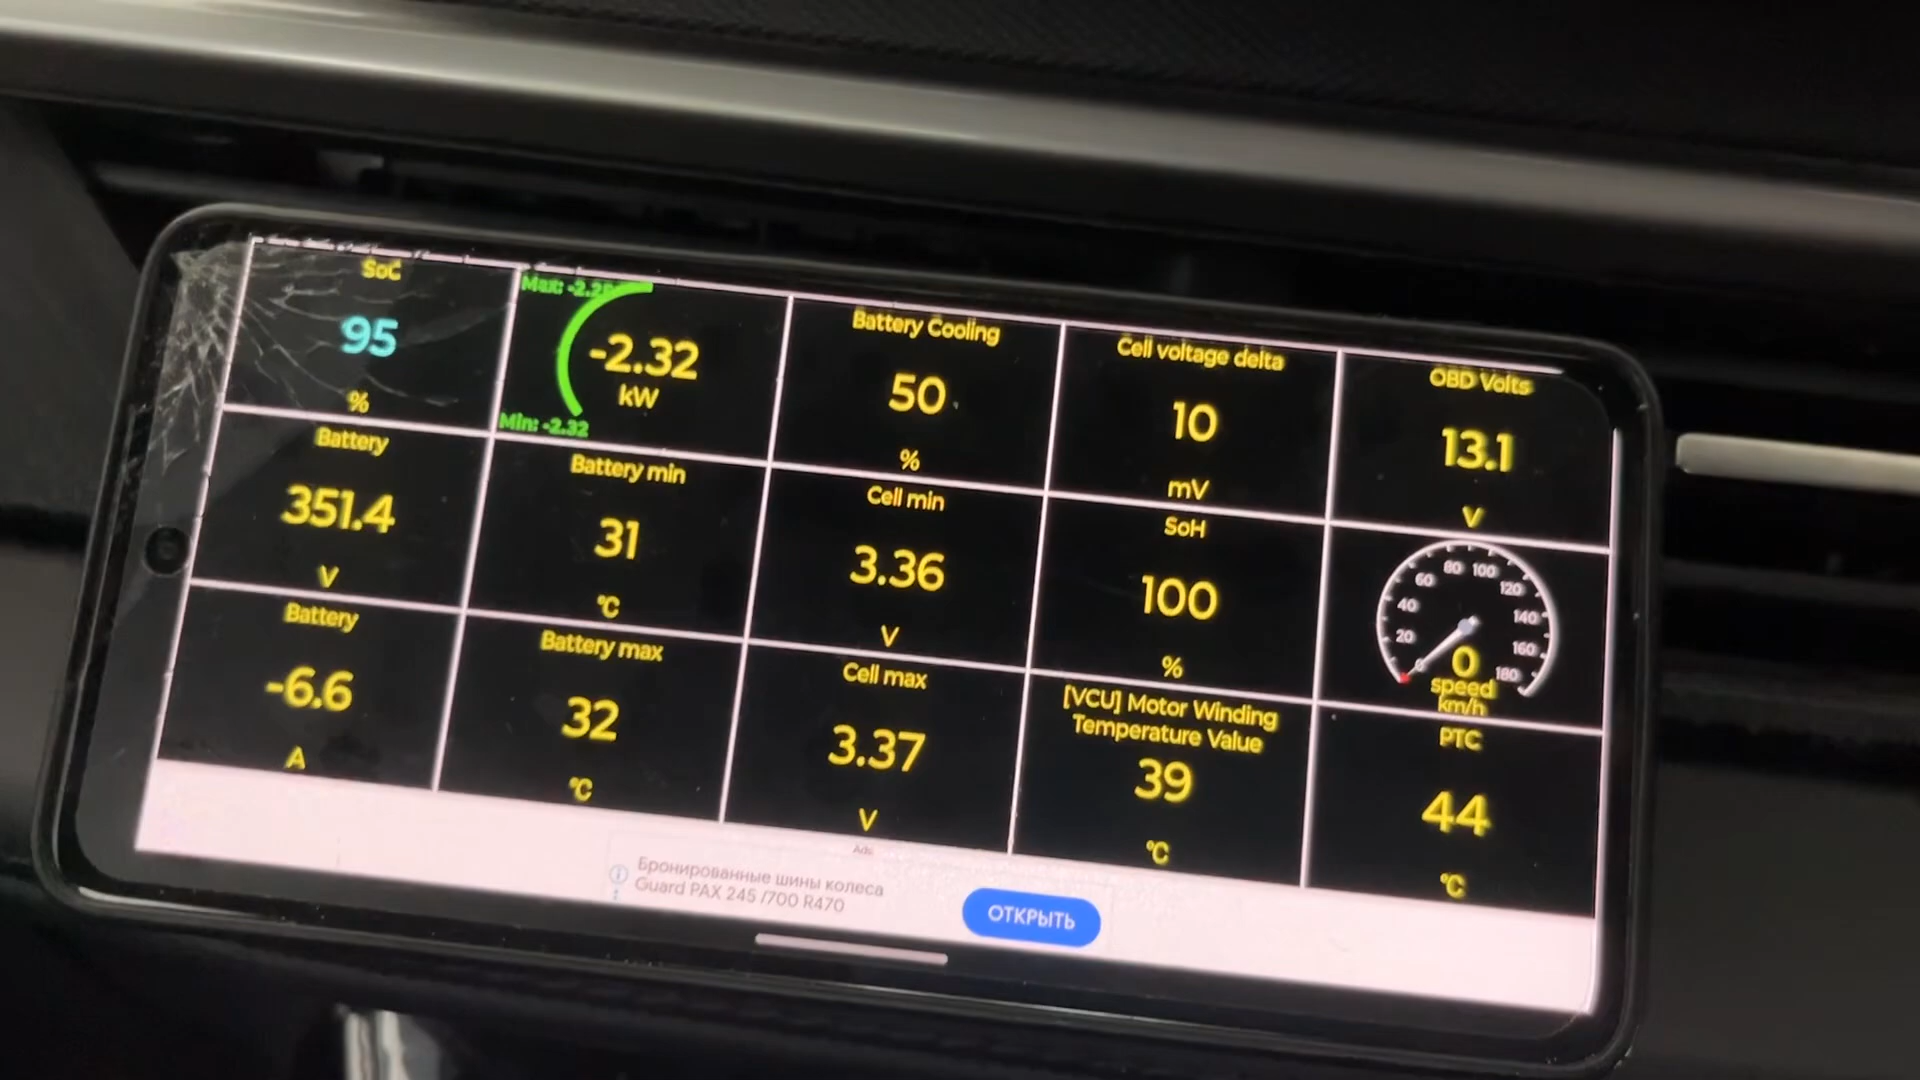 SoC
95
%
Max: -2.2
-2.32
kW
Min: -2.32
Battery Cooling
50
%
Cell voltage delta
10
mV
OBD Volts
13.1
V
Battery
351.4
V
Battery min
31
°C
Cell min
3.36
V
SoH
100
%
0
20
40
60
80
100
120
140
160
180
0
speed
km/h
Battery
-6.6
A
Battery max
32
°C
Cell max
3.37
V
[VCU] Motor Winding
Temperature Value
39
°C
PTC
44
°C
Ads
Бронированные шины колеса
Guard PAX 245 /700 R470
ОТКРЫТЬ